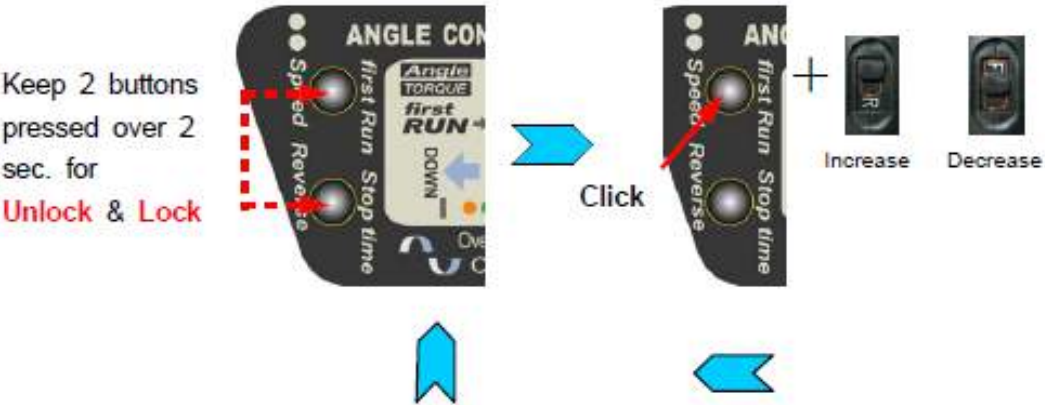 Keep 2 buttons
pressed over 2
sec. for
Unlock & Lock
ANGLE CON
Speed
first Run
Reverse
Stop time
Angle
TORQUE
first
RUN
DOWN
Click
ANG
Speed
first Run
Reverse
Stop time
+
R
F
Increase
Decrease